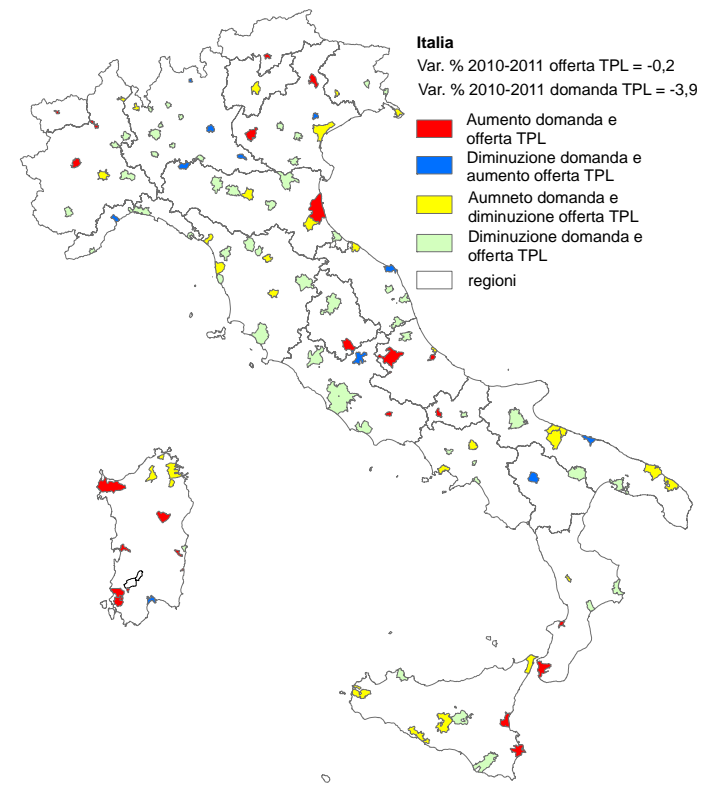 Italia
Var. % 2010-2011 offerta TPL = -0,2
Var. % 2010-2011 domanda TPL = -3,9
Aumento domanda e
offerta TPL
Diminuzione domanda e
aumento offerta TPL
Aumneto domanda e
diminuzione offerta TPL
Diminuzione domanda e
offerta TPL
regioni